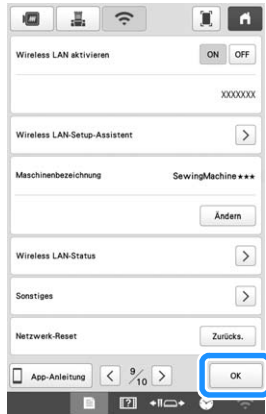 Wireless LAN aktivieren ON OFF
XXXXXXX
Wireless LAN-Setup-Assistent
Maschinenbezeichnung SewingMachine★★★
Ändern
Wireless LAN-Status
Sonstiges
Netzwerk-Reset Zurücks.
App-Anleitung 9/10 OK